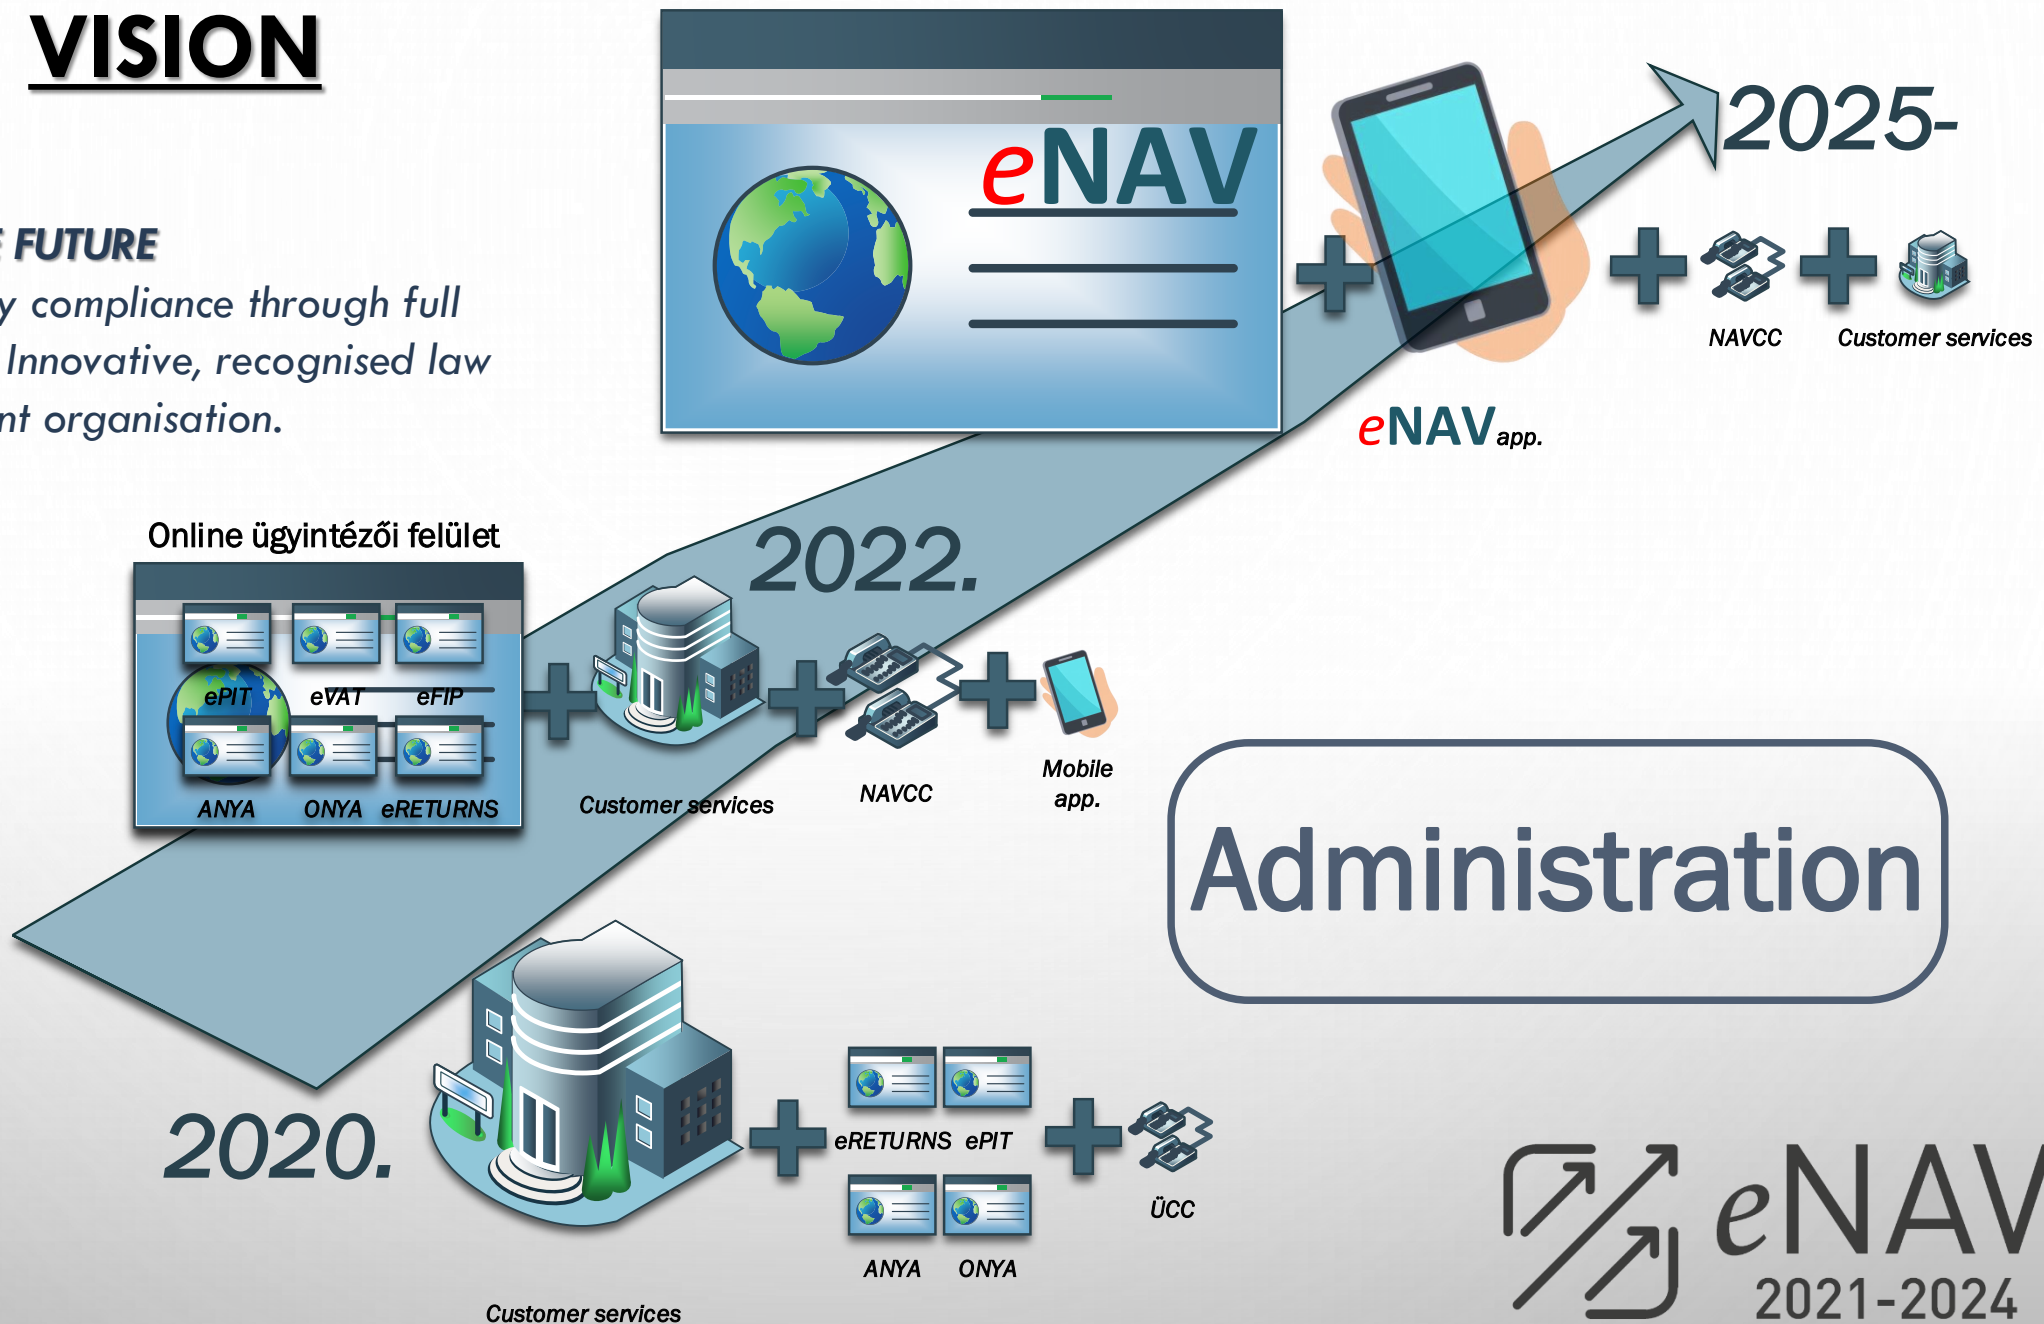 VISION
FUTURE
compliance through full
Innovative, recognised law
organisation.
eNAV
2025-
NAVCC
Customer services
eNAV app.
Online ügyintézői felület
ePIT eVAT eFIP
ANYA ONYA eRETURNS
2022.
Customer services
NAVCC
Mobile
app.
Administration
2020.
Customer services
eRETURNS ePIT
ANYA ONYA
ÜCC
eNAV
2021-2024